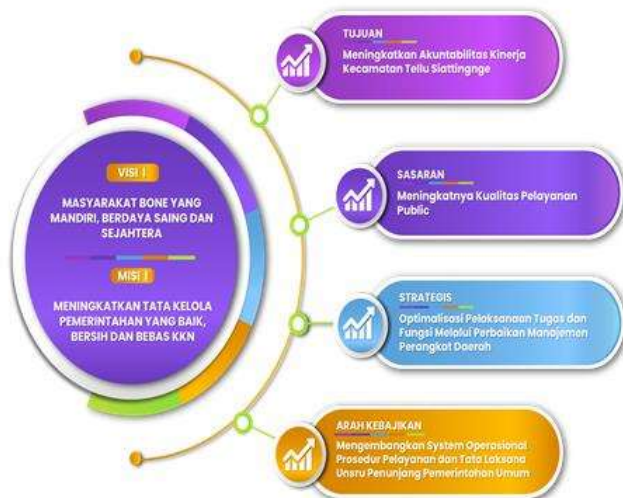 VISI I
MASYARAKAT BONE YANG
MANDIRI, BERDAYA SAING DAN
SEJAHTERA
MISI I
MENINGKATKAN TATA KELOLA
PEMERINTAHAN YANG BAIK,
BERSIH DAN BEBAS KKN
TUJUAN
Meningkatkan Akuntabilitas Kinerja
Kecamatan Tellu Siattingnge
SASARAN
Meningkatnya Kualitas Pelayanan
Public
STRATEGIS
Optimalisasi Pelaksanaan Tugas dan
Fungsi Melalui Perbaikan Manajemen
Perangkat Daerah
ARAH KEBAJIKAN
Mengembangkan System Operasional
Prosedur Pelayanan dan Tata Laksana
Unsru Penunjang Pemerintahan Umum